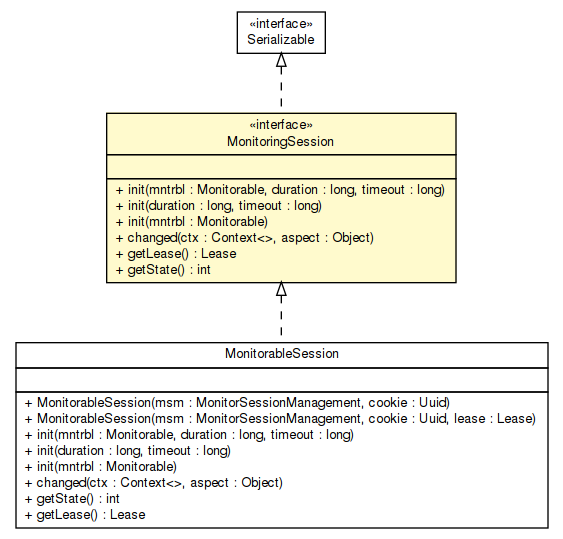 «interface»
Serializable
«interface»
MonitoringSession
+ init(mntrbl : Monitorable, duration : long, timeout : long)
+ init(duration : long, timeout : long)
+ init(mntrbl : Monitorable)
+ changed(ctx : Context<>, aspect : Object)
+ getLease() : Lease
+ getState() : int
MonitorableSession
+ MonitorableSession(msm : MonitorSessionManagement, cookie : Uuid)
+ MonitorableSession(msm : MonitorSessionManagement, cookie : Uuid, lease : Lease)
+ init(mntrbl : Monitorable, duration : long, timeout : long)
+ init(duration : long, timeout : long)
+ init(mntrbl : Monitorable)
+ changed(ctx : Context<>, aspect : Object)
+ getState() : int
+ getLease() : Lease